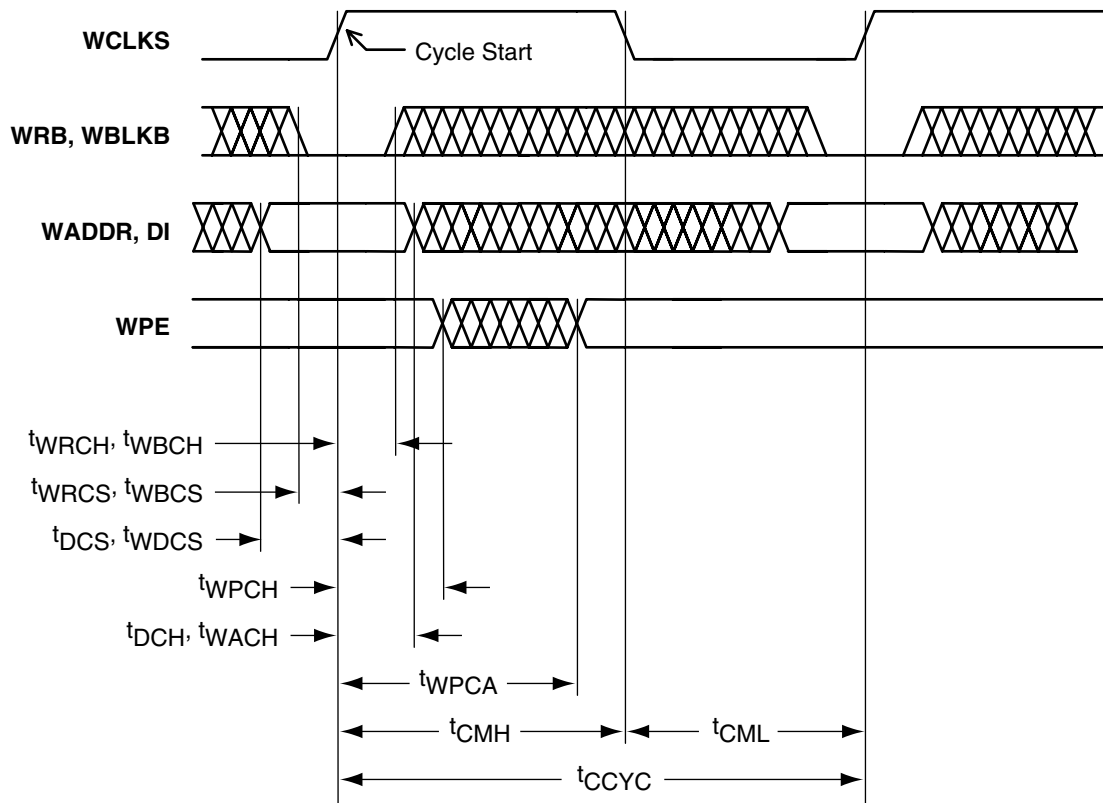 WCLKS
Cycle Start
WRB, WBLKB
WADDR, DI
WPE
tWRCH, tWBCH
tWRCS, tWBCS
tDCS, tWDCS
tWPCH
tDCH, tWACH
tWPCA
tCMH
tCML
tCCYC